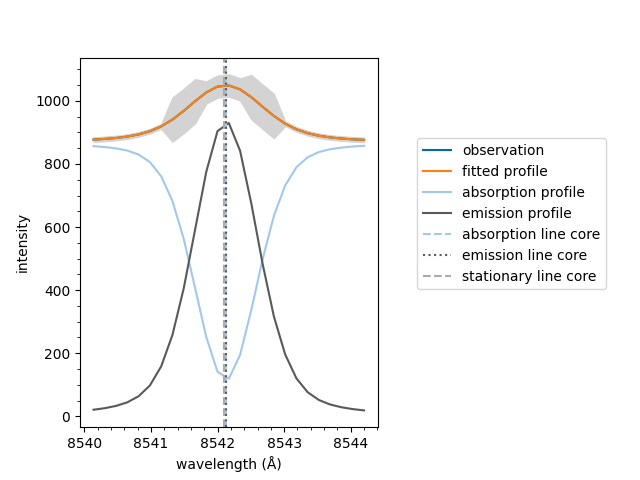 1000
800
600
400
200
0
intensity
8540 8541 8542 8543 8544
wavelength (Å)
observation
fitted profile
absorption profile
emission profile
absorption line core
emission line core
stationary line core